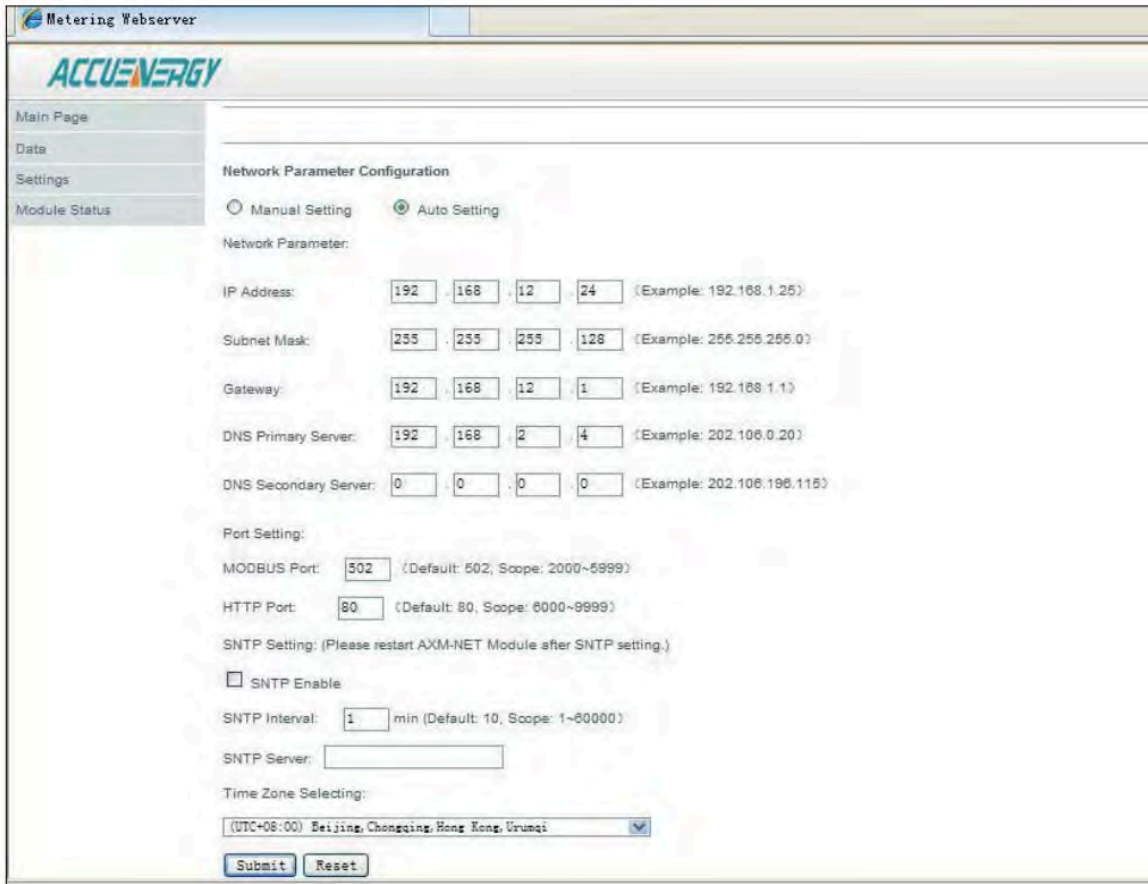 Metering Webserver
ACCUENERGY
Main Page
Data
Settings
Module Status
Network Parameter Configuration
Manual Setting Auto Setting
Network Parameter:
IP Address: 192 . 168 . 12 . 24 (Example: 192.168.1.25)
Subnet Mask: 255 . 255 . 255 . 128 (Example: 255.255.255.0)
Gateway: 192 . 168 . 12 . 1 (Example: 192.168.1.1)
DNS Primary Server: 192 . 168 . 2 . 4 (Example: 202.106.0.20)
DNS Secondary Server: 0 . 0 . 0 . 0 (Example: 202.106.196.115)
Port Setting:
MODBUS Port: 502 (Default: 502, Scope: 2000~5999)
HTTP Port: 80 (Default: 80, Scope: 6000~9999)
SNTP Setting: (Please restart AXM-NET Module after SNTP setting.)
SNTP Enable
SNTP Interval: 1 min (Default: 10, Scope: 1~60000)
SNTP Server:
Time Zone Selecting:
(UTC+08:00) Beijing,Chongqing,Hong Kong,Urumqi
Submit Reset